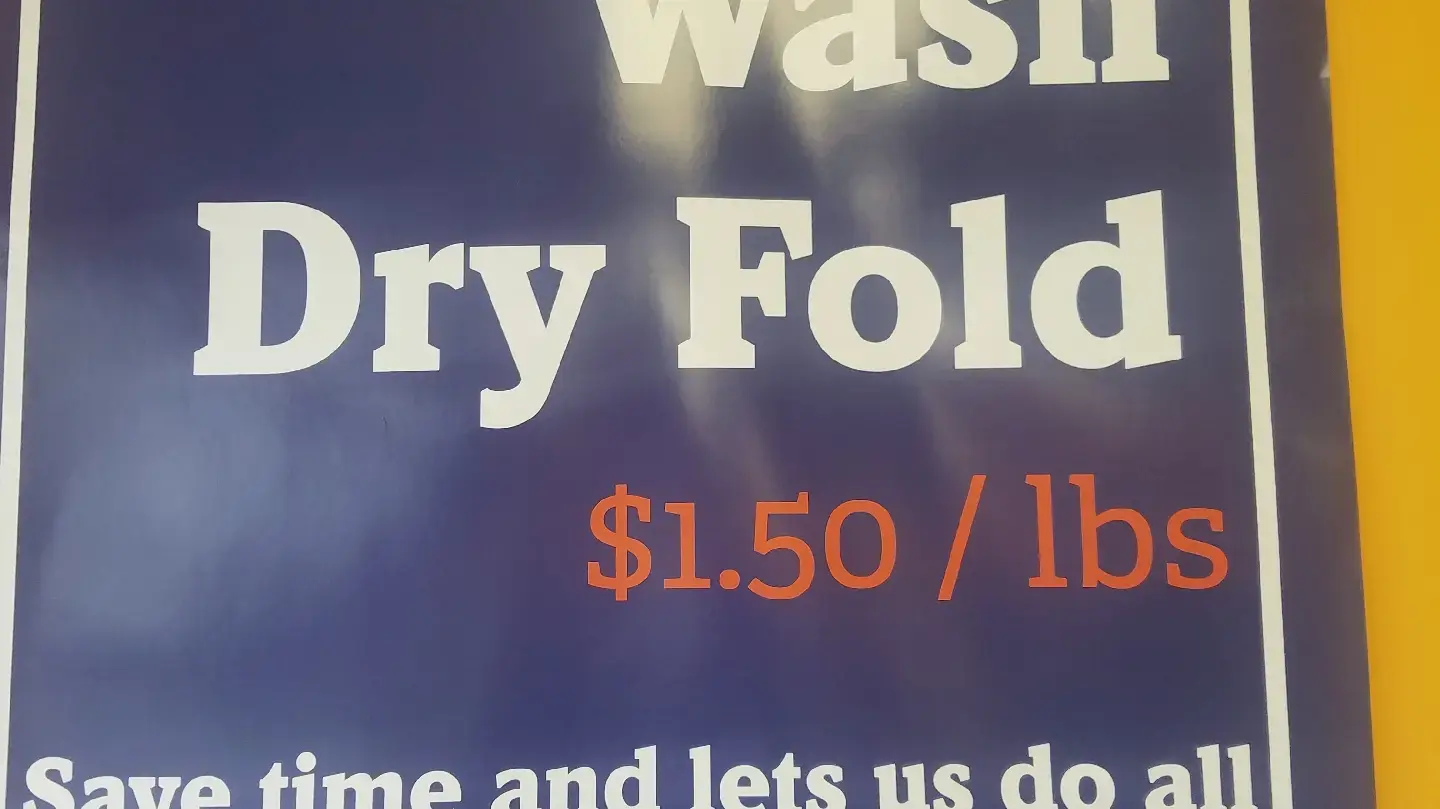 Wash
Dry Fold
$1.50 / lbs
Save time and lets us do all